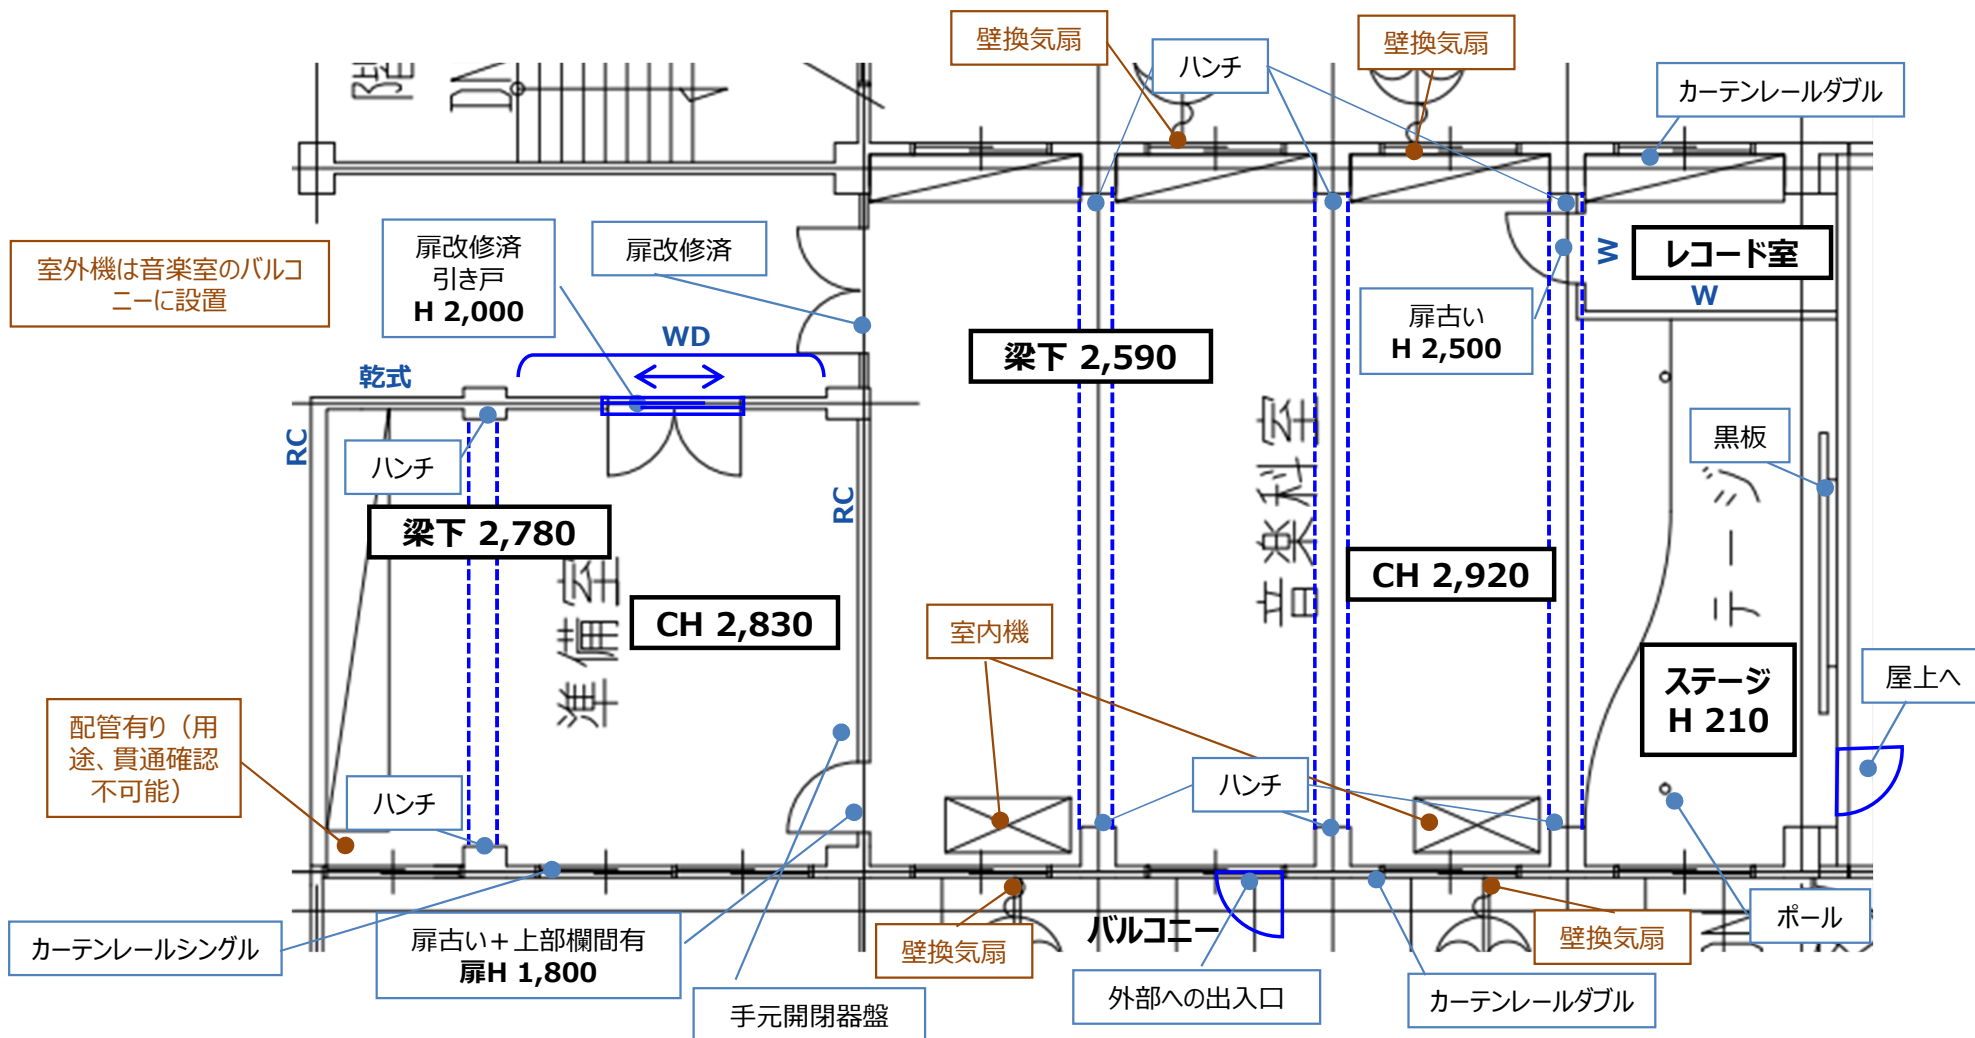 壁換気扇
ハンチ
壁換気扇
カーテンレールダブル
階
DN
室外機は音楽室のバルコ
ニーに設置
扉改修済
引き戸
H 2,000
扉改修済
WD
乾式
RC
ハンチ
梁下 2,780
RC
準備室
CH 2,830
梁下 2,590
音楽科室
扉古い
H 2,500
W
レコード室
W
黒板
CH 2,920
ステージ
ステージ
H 210
屋上へ
室内機
配管有り（用
途、貫通確認
不可能）
ハンチ
ハンチ
カーテンレールシングル
扉古い＋上部欄間有
扉H 1,800
手元開閉器盤
壁換気扇
バルコニー
外部への出入口
カーテンレールダブル
壁換気扇
ポール